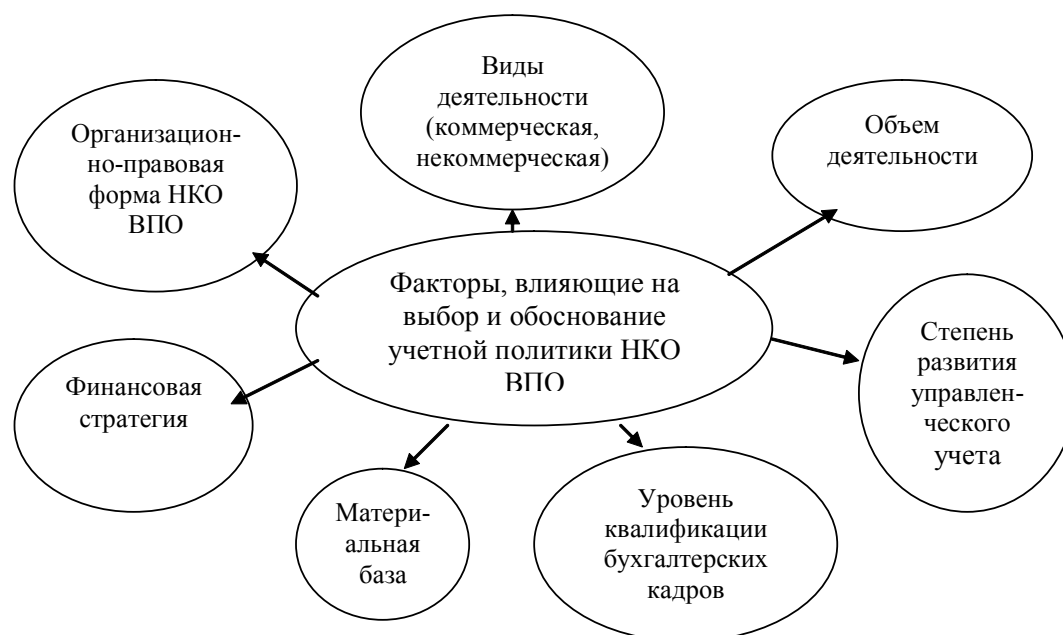 Виды
деятельности
(коммерческая,
некоммерческая)
Организацион-
но-правовая
форма НКО
ВПО
Объем
деятельности
Факторы, влияющие на
выбор и обоснование
учетной политики НКО
ВПО
Степень
развития
управлен-
ческого
учета
Финансовая
стратегия
Матери-
альная
база
Уровень
квалификации
бухгалтерских
кадров